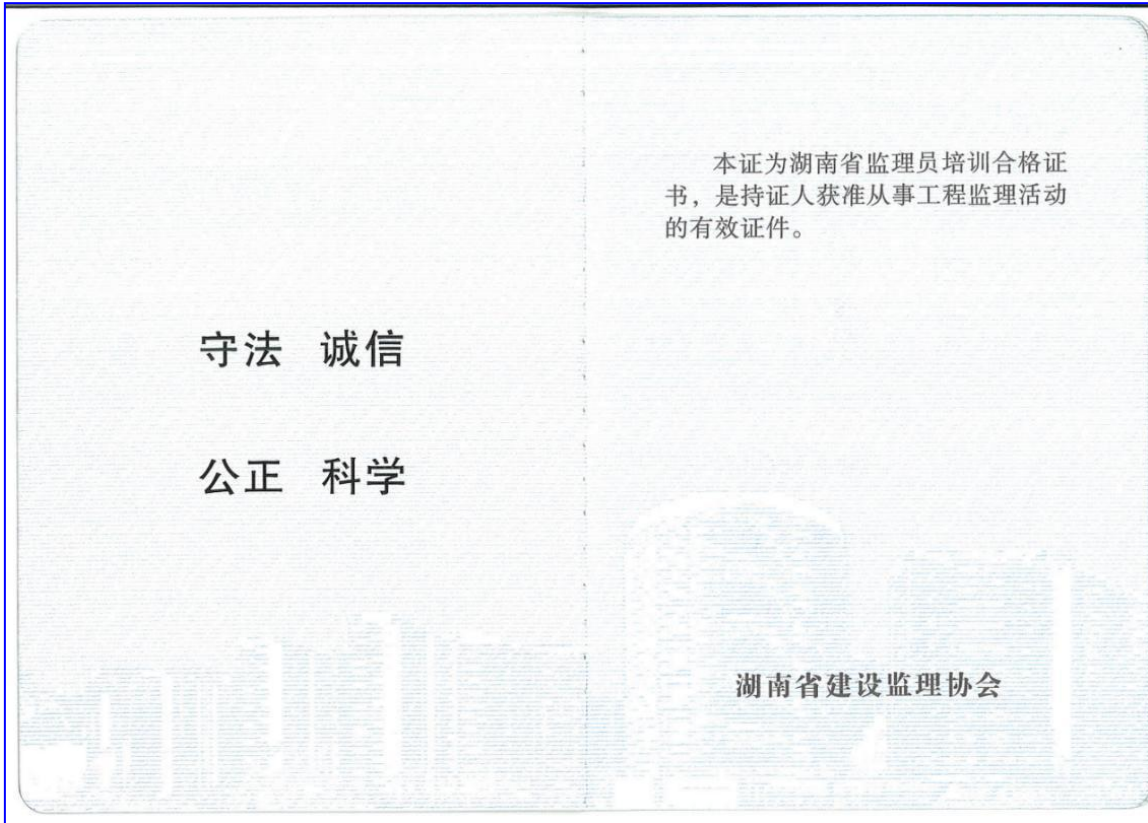 守法 诚信
公正 科学
本证为湖南省监理员培训合格证
书，是持证人获准从事工程监理活动
的有效证件。
湖南省建设监理协会